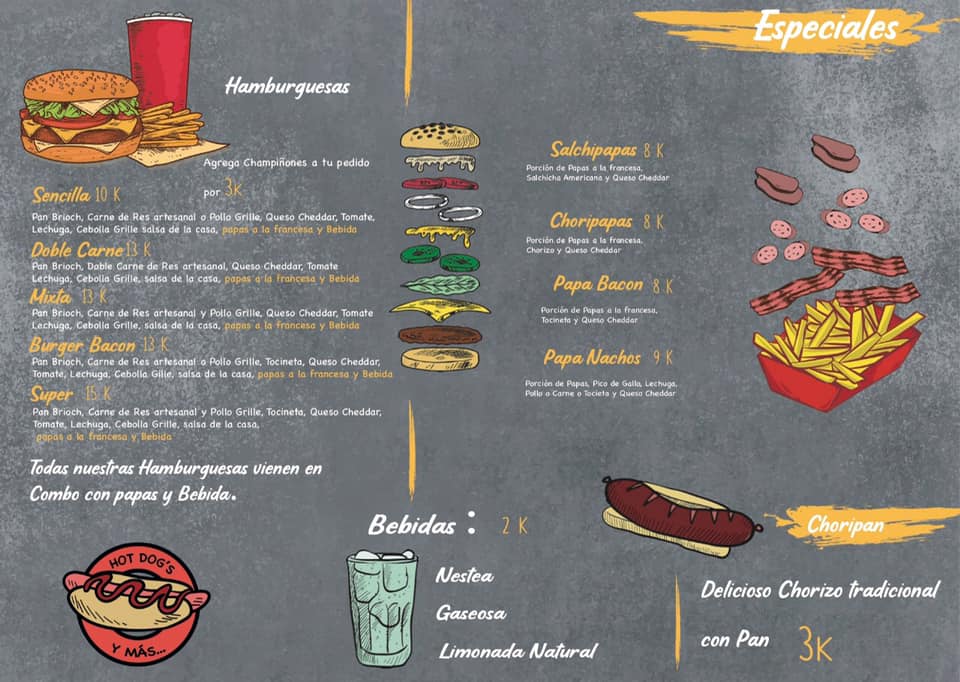 Hamburguesas
Agrega Champiñones a tu pedido
por 3K
Sencilla 10 K
Pan Brioch, Carne de Res artesanal o Pollo Grille, Queso Cheddar, Tomate,
Lechuga, Cebolla Grille salsa de la casa, papas a la francesa y Bebida
Doble Carne 13 K
Pan Brioch, Doble Carne de Res artesanal, Queso Cheddar, Tomate
Lechuga, Cebolla Grille, salsa de la casa, papas a la francesa y Bebida
Mixta 13 K
Pan Brioch, Carne de Res artesanal y Pollo Grille, Queso Cheddar, Tomate
Lechuga, Cebolla Grille, salsa de la casa, papas a la francesa y Bebida
Burger Bacon 13 K
Pan Brioch, Carne de Res artesanal o Pollo Grille, Tocineta, Queso Cheddar,
Tomate, Lechuga, Cebolla Gille, salsa de la casa, papas a la francesa y Bebida
Super 15 K
Pan Brioch, Carne de Res artesanal y Pollo Grille, Tocineta, Queso Cheddar,
Tomate, Lechuga, Cebolla Grille, salsa de la casa,
papas a la francesa y Bebida
Todas nuestras Hamburguesas vienen en
Combo con papas y Bebida.
HOT DOG'S
Y MÁS...
Bebidas : 2 K
Nestea
Gaseosa
Limonada Natural
Especiales
Salchipapas 8 K
Porción de Papas a la francesa,
Salchicha Americana y Queso Cheddar
Choripapas 8 K
Porción de Papas a la francesa,
Chorizo y Queso Cheddar
Papa Bacon 8 K
Porción de Papas a la francesa,
Tocineta y Queso Cheddar
Papa Nachos 9 K
Porción de Papas, Pico de Gallo, Lechuga,
Pollo o Carne o Tocieta y Queso Cheddar
Choripan
Delicioso Chorizo tradicional
con Pan 3K